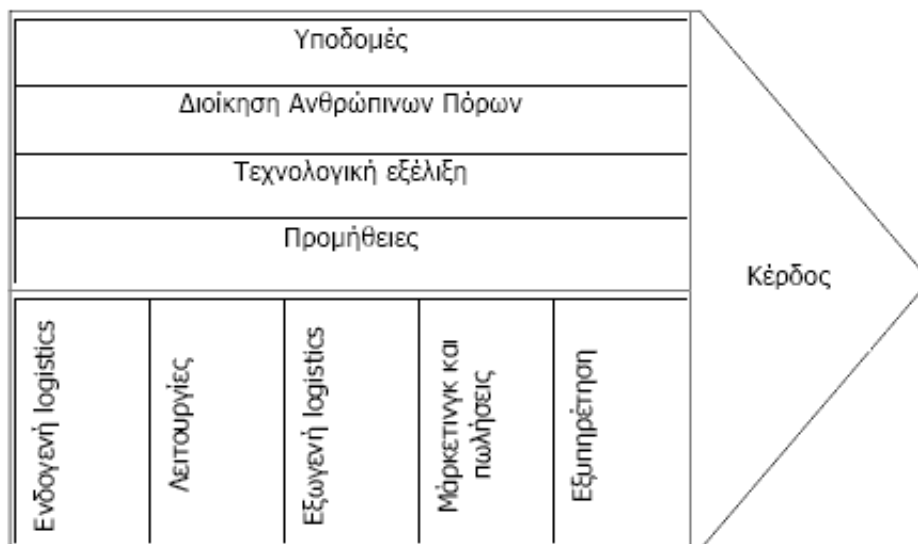 Υποδομές
Διοίκηση Ανθρώπινων Πόρων
Τεχνολογική εξέλιξη
Προμήθειες
Κέρδος
Ενδογενή logistics
Λειτουργίες
Εξωγενή logistics
Μάρκετινγκ και
πωλήσεις
Εξυπηρέτηση